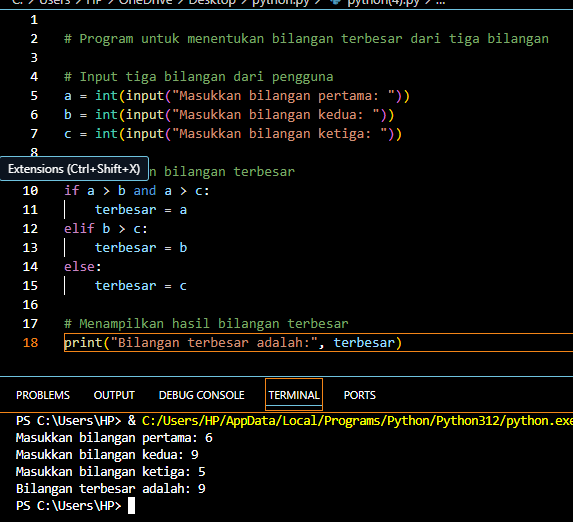 C: > Users > HP > OneDrive > Desktop > python.py > python(4).py > ...
1
2 # Program untuk menentukan bilangan terbesar dari tiga bilangan
3
4 # Input tiga bilangan dari pengguna
5 a = int(input("Masukkan bilangan pertama: "))
6 b = int(input("Masukkan bilangan kedua: "))
7 c = int(input("Masukkan bilangan ketiga: "))
8
Extensions (Ctrl+Shift+X) bilangan terbesar
10 if a > b and a > c:
11 terbesar = a
12 elif b > c:
13 terbesar = b
14 else:
15 terbesar = c
16
17 # Menampilkan hasil bilangan terbesar
18 print("Bilangan terbesar adalah:", terbesar)
PROBLEMS OUTPUT DEBUG CONSOLE TERMINAL PORTS
PS C:\Users\HP> & C:/Users/HP/AppData/Local/Programs/Python/Python312/python.exe
Masukkan bilangan pertama: 6
Masukkan bilangan kedua: 9
Masukkan bilangan ketiga: 5
Bilangan terbesar adalah: 9
PS C:\Users\HP>